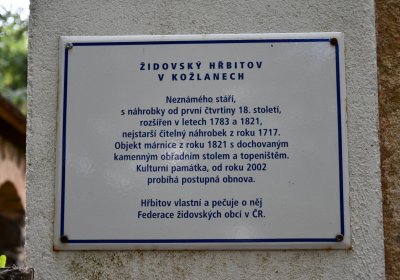 ŽIDOVSKÝ HŘBITOV
V KOŽLANECH
Neznámého stáří,
s náhrobky od první čtvrtiny 18. století,
rozšířen v letech 1783 a 1821,
nejstarší čitelný náhrobek z roku 1717.
Objekt márnice z roku 1821 s dochovaným
kamenným obřadním stolem a topeništěm.
Kulturní památka, od roku 2002
probíhá postupná obnova.
Hřbitov vlastní a pečuje o něj
Federace židovských obcí v ČR.